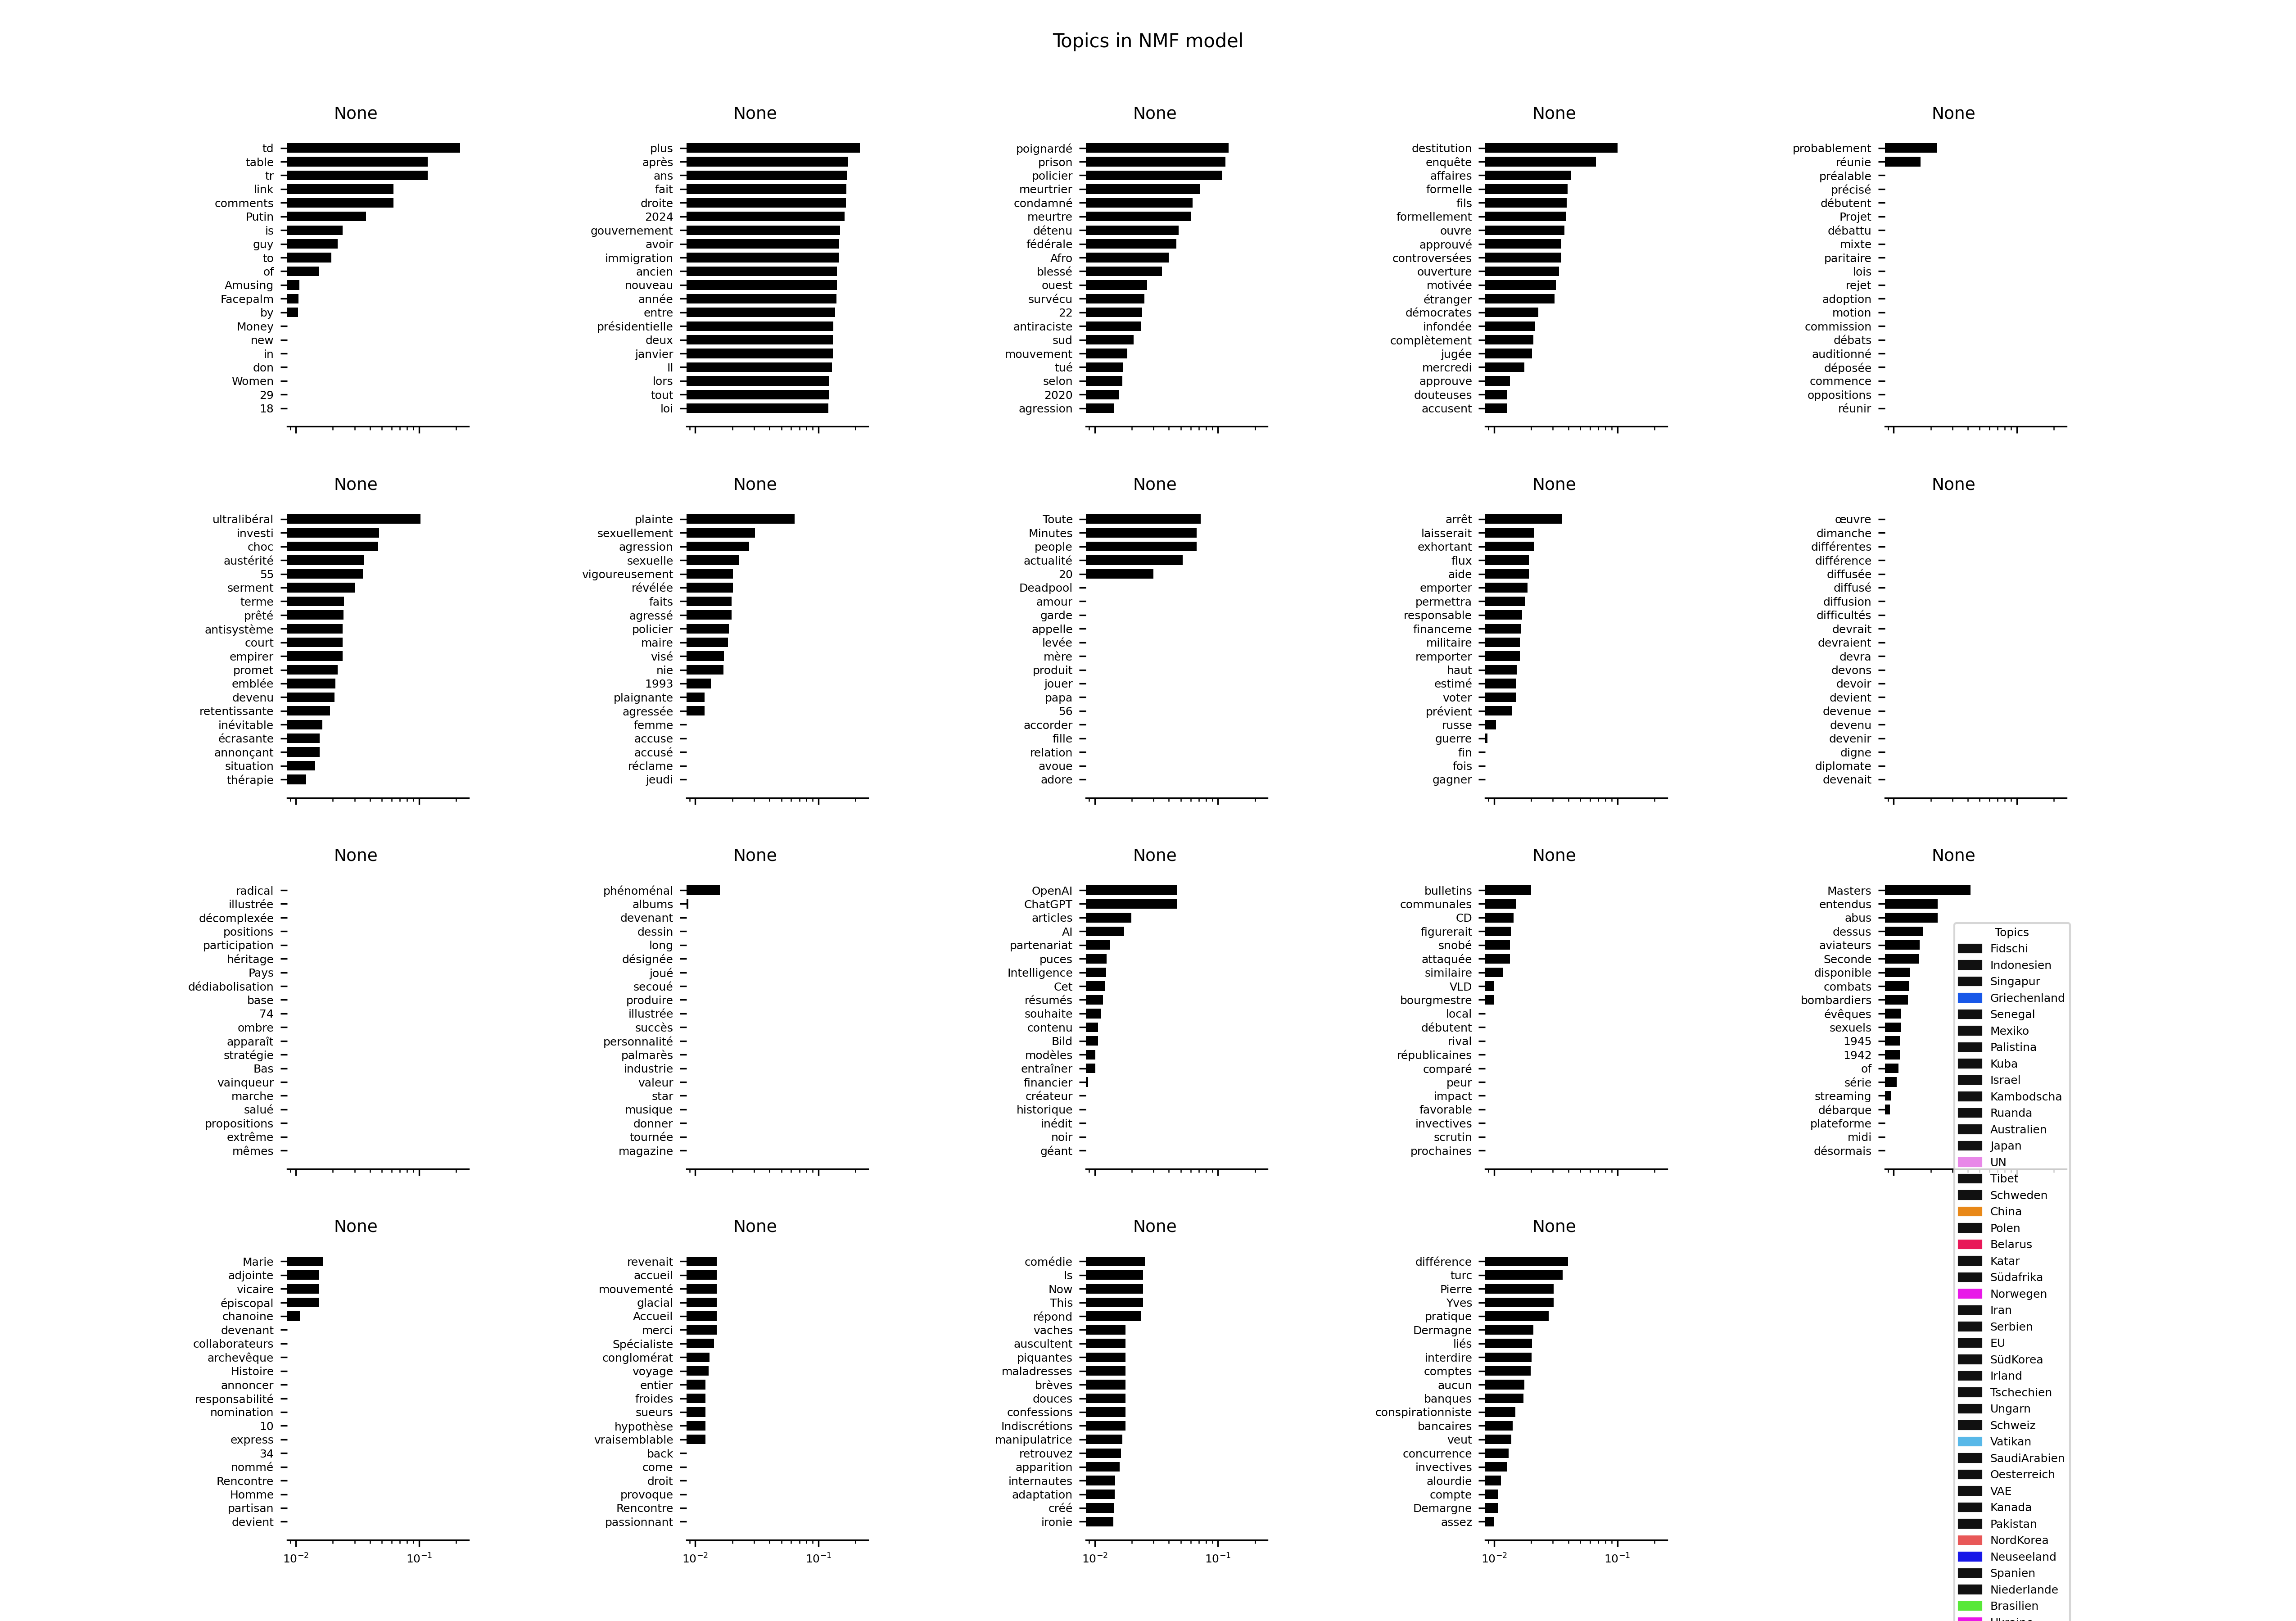 Topics in NMF model
None
td
table
tr
link
comments
Putin
is
guy
to
of
Amusing
Facepalm
by
Money
new
in
don
Women
29
18
None
plus
après
ans
fait
droite
2024
gouvernement
avoir
immigration
ancien
nouveau
année
entre
présidentielle
deux
janvier
Il
lors
tout
loi
None
poignardé
prison
policier
meurtrier
condamné
meurtre
détenu
fédérale
Afro
blessé
ouest
survécu
22
antiraciste
sud
mouvement
tué
selon
2020
agression
None
destitution
enquête
affaires
formelle
fils
formellement
ouvre
approuvé
controversées
ouverture
motivée
étranger
démocrates
infondée
complètement
jugée
mercredi
approuve
douteuses
accusent
None
probablement
réunie
préalable
précisé
débutent
Projet
débattu
mixte
paritaire
lois
rejet
adoption
motion
commission
débats
auditionné
déposée
commence
oppositions
réunir
None
ultralibéral
investi
choc
austérité
55
serment
terme
prêté
antisystème
court
empirer
promet
emblée
devenu
retentissante
inévitable
écrasante
annonçant
situation
thérapie
None
plainte
sexuellement
agression
sexuelle
vigoureusement
révélée
faits
agressé
policier
maire
visé
nie
1993
plaignante
agressée
femme
accuse
accusé
réclame
jeudi
None
Toute
Minutes
people
actualité
20
Deadpool
amour
garde
appelle
levée
mère
produit
jouer
papa
56
accorder
fille
relation
avoue
adore
None
arrêt
laisserait
exhortant
flux
aide
emporter
permettra
responsable
financeme
militaire
remporter
haut
estimé
voter
prévient
russe
guerre
fin
fois
gagner
None
œuvre
dimanche
différentes
différence
diffusée
diffusé
diffusion
difficultés
devrait
devraient
devra
devons
devoir
devient
devenue
devenu
devenir
digne
diplomate
devenait
None
radical
illustrée
décomplexée
positions
participation
héritage
Pays
dédiabolisation
base
74
ombre
apparaît
stratégie
Bas
vainqueur
marche
salué
propositions
extrême
mêmes
None
phénoménal
albums
devenant
dessin
long
désignée
joué
secoué
produire
illustrée
succès
personnalité
palmarès
industrie
valeur
star
musique
donner
tournée
magazine
None
OpenAI
ChatGPT
articles
AI
partenariat
puces
Intelligence
Cet
résumés
souhaite
contenu
Bild
modèles
entraîner
financier
créateur
historique
inédit
noir
géant
None
bulletins
communales
CD
figurerait
snobé
attaquée
similaire
VLD
bourgmestre
local
débutent
rival
républicaines
comparé
peur
impact
favorable
invectives
scrutin
prochaines
None
Masters
entendus
abus
dessus
aviateurs
Seconde
disponible
combats
bombardiers
évêques
sexuels
1945
1942
of
série
streaming
débarque
plateforme
midi
désormais
None
Marie
adjointe
vicaire
épiscopal
chanoine
devenant
collaborateurs
archevêque
Histoire
annoncer
responsabilité
nomination
10
express
34
nommé
Rencontre
Homme
partisan
devient
10⁻² 10⁻¹
None
revenait
accueil
mouvementé
glacial
Accueil
merci
Spécialiste
conglomérat
voyage
entier
froides
sueurs
hypothèse
vraisemblable
back
come
droit
provoque
Rencontre
passionnant
10⁻² 10⁻¹
None
comédie
Is
Now
This
répond
vaches
auscultent
piquantes
maladresses
brèves
douces
confessions
Indiscrétions
manipulatrice
retrouvez
apparition
internautes
adaptation
créé
ironie
10⁻² 10⁻¹
None
différence
turc
Pierre
Yves
pratique
Dermagne
liés
interdire
comptes
aucun
banques
conspirationniste
bancaires
veut
concurrence
invectives
alourdie
compte
Demargne
assez
10⁻² 10⁻¹
Topics
Fidschi
Indonesien
Singapur
Griechenland
Senegal
Mexiko
Palistina
Kuba
Israel
Kambodscha
Ruanda
Australien
Japan
UN
Tibet
Schweden
China
Polen
Belarus
Katar
Südafrika
Norwegen
Iran
Serbien
EU
SüdKorea
Irland
Tschechien
Ungarn
Schweiz
Vatikan
SaudiArabien
Oesterreich
VAE
Kanada
Pakistan
NordKorea
Neuseeland
Spanien
Niederlande
Brasilien